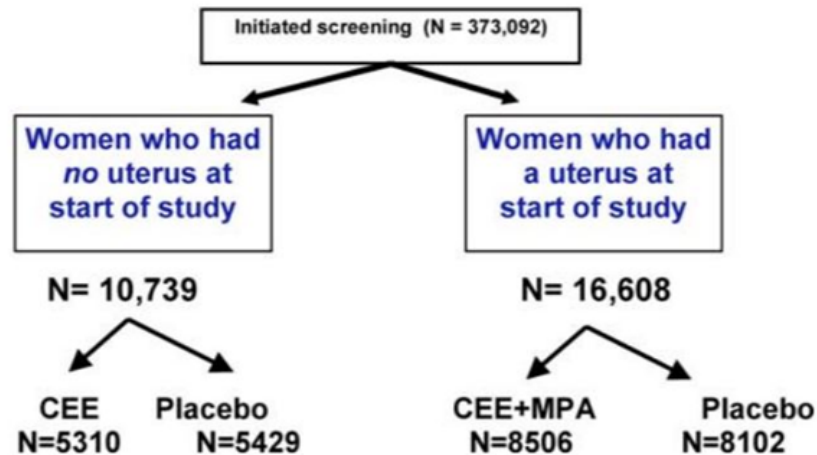 Initiated screening (N = 373,092)
Women who had
no uterus at
start of study
Women who had
a uterus at
start of study
N= 10,739
N= 16,608
CEE
N=5310
Placebo
N=5429
CEE+MPA
N=8506
Placebo
N=8102